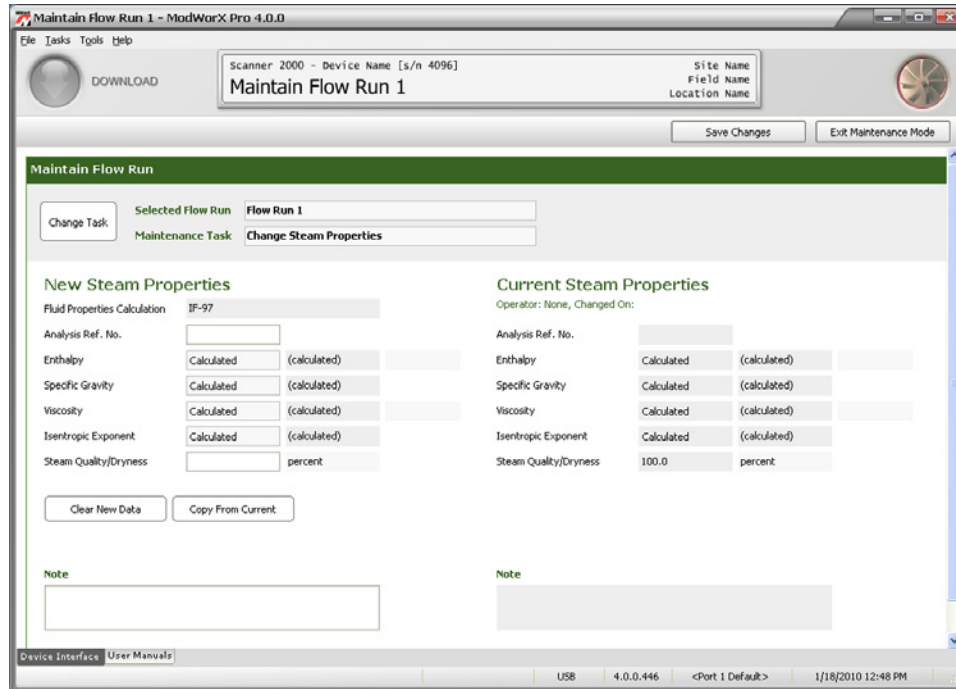 Maintain Flow Run 1 - ModWorX Pro 4.0.0
File Tasks Tools Help
DOWNLOAD
Scanner 2000 - Device Name [s/n 4096]
Maintain Flow Run 1
Site Name
Field Name
Location Name
Save Changes Exit Maintenance Mode
Maintain Flow Run
Change Task
Selected Flow Run Flow Run 1
Maintenance Task Change Steam Properties
New Steam Properties
Fluid Properties Calculation IF-97
Analysis Ref. No.
Enthalpy Calculated (calculated)
Specific Gravity Calculated (calculated)
Viscosity Calculated (calculated)
Isentropic Exponent Calculated (calculated)
Steam Quality/Dryness percent
Clear New Data Copy From Current
Note
Current Steam Properties
Operator: None, Changed On:
Analysis Ref. No.
Enthalpy Calculated (calculated)
Specific Gravity Calculated (calculated)
Viscosity Calculated (calculated)
Isentropic Exponent Calculated (calculated)
Steam Quality/Dryness 100.0 percent
Note
Device Interface User Manuals
USB 4.0.0.446 <Port 1 Default> 1/18/2010 12:48 PM